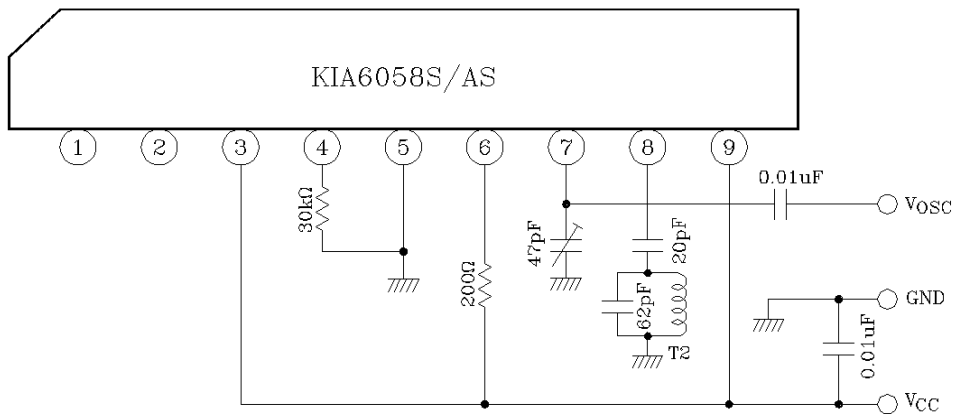 KIA6058S/AS
1 2 3 4 5 6 7 8 9
0.01uF
VOSC
30kΩ
47pF
20pF
200Ω
62pF
GND
T2
0.01uF
VCC